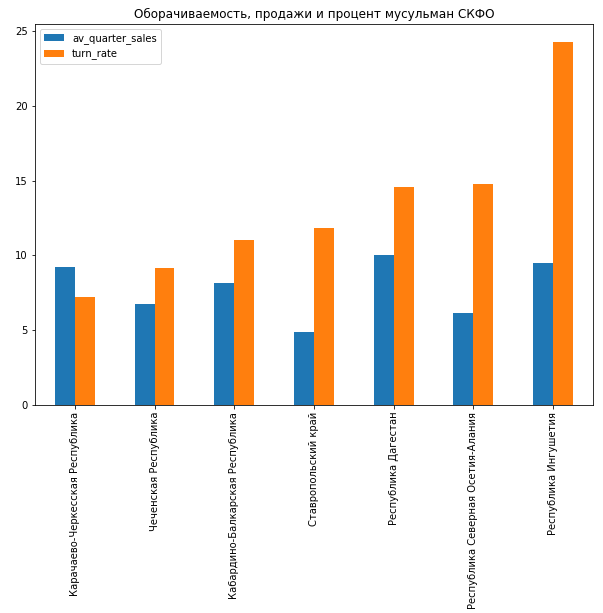 Оборачиваемость, продажи и процент мусульман СКФО
av_quarter_sales
turn_rate
25
20
15
10
5
0
Карачаево-Черкесская Республика
Чеченская Республика
Кабардино-Балкарская Республика
Ставропольский край
Республика Дагестан
Республика Северная Осетия-Алания
Республика Ингушетия